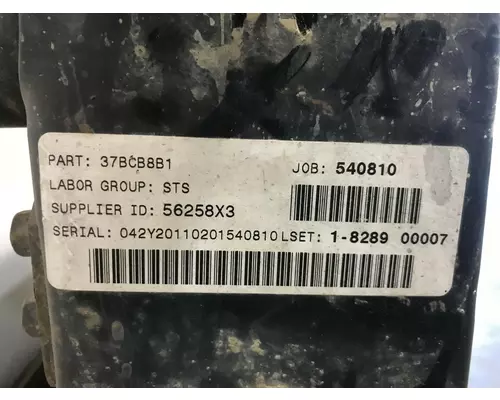 PART: 37BCB8B1
JOB: 540810
LABOR GROUP: STS
SUPPLIER ID: 56258X3
SERIAL: 042Y20110201540810 LSET: 1-8289 00007